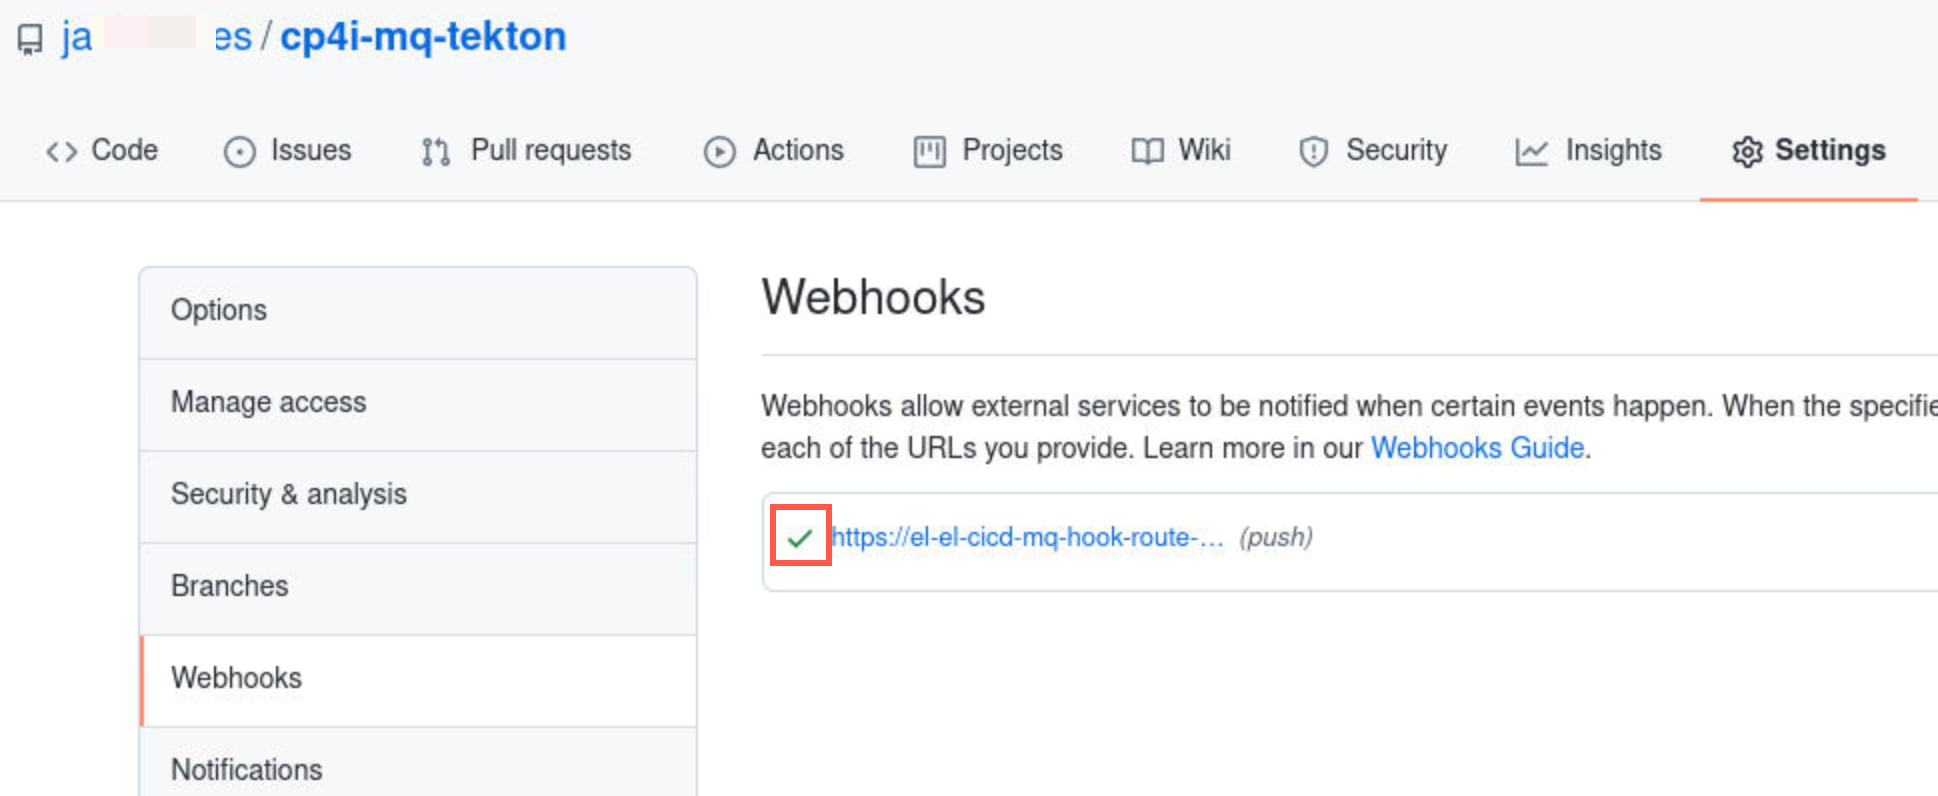 ja es / cp4i-mq-tekton
Code Issues Pull requests Actions Projects Wiki Security Insights Settings
Options
Manage access
Security & analysis
Branches
Webhooks
Notifications
Webhooks
Webhooks allow external services to be notified when certain events happen. When the specifie
each of the URLs you provide. Learn more in our Webhooks Guide.
https://el-el-cicd-mq-hook-route-... (push)